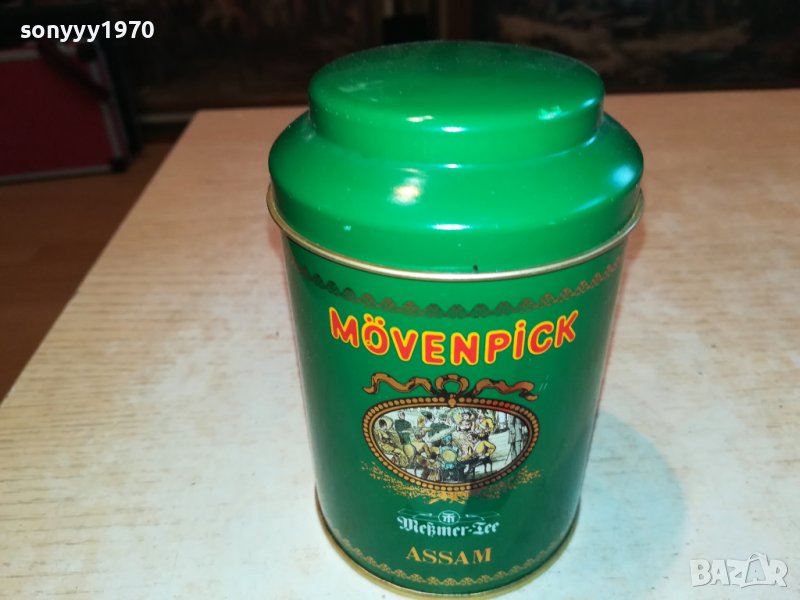 sonyyy1970
MÖVENPiCK
Meßmer-Tee
ASSAM
BAZAR